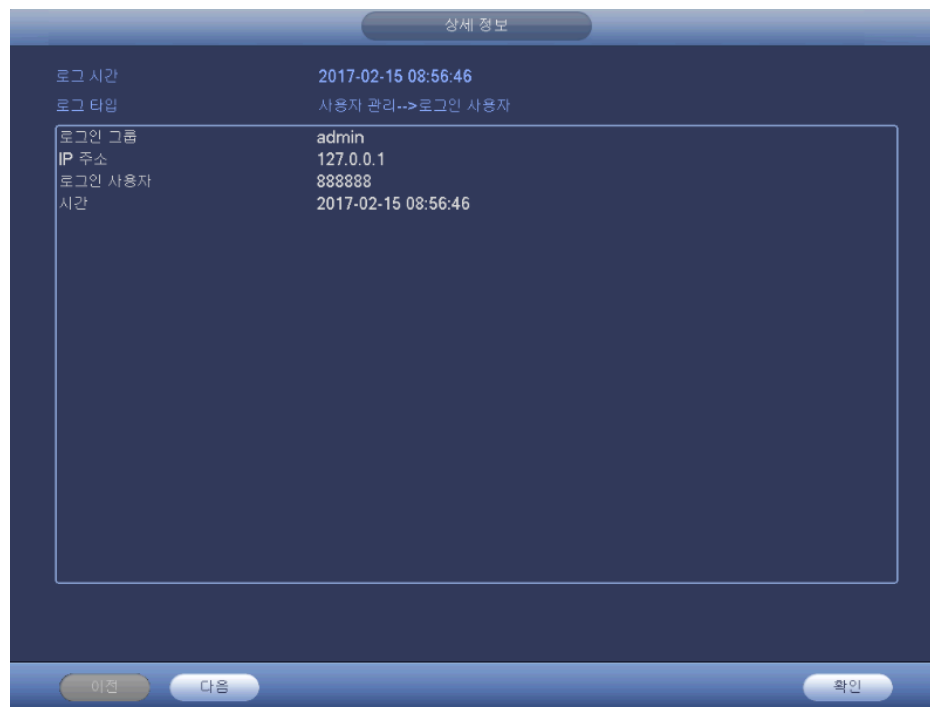 상세 정보
로그 시간 2017-02-15 08:56:46
로그 타입 사용자 관리-->로그인 사용자
로그인 그룹 admin
IP 주소 127.0.0.1
로그인 사용자 888888
시간 2017-02-15 08:56:46
이전 다음 확인